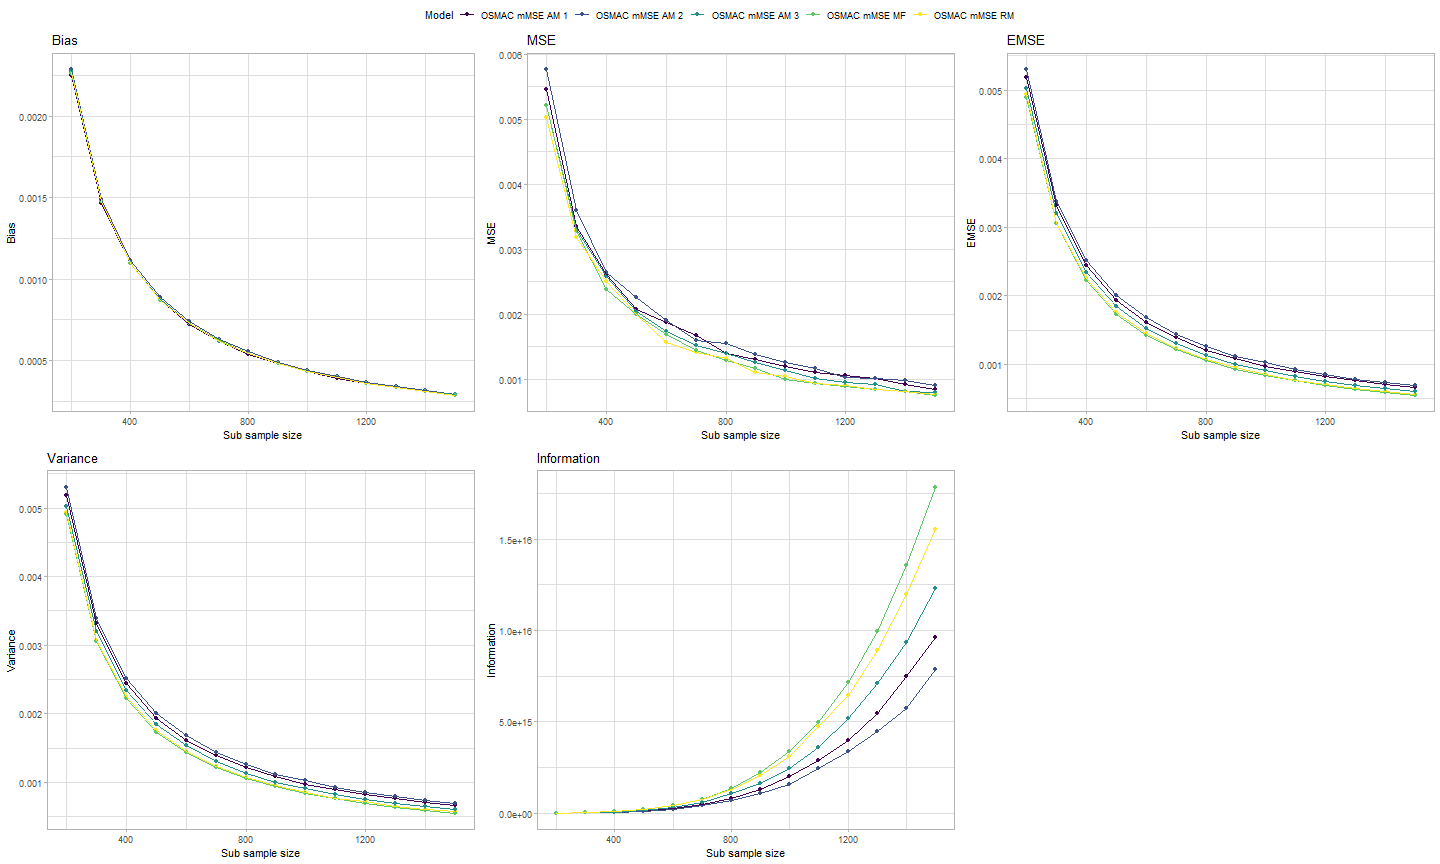 Model OSMAC mMSE AM 1 OSMAC mMSE AM 2 OSMAC mMSE AM 3 OSMAC mMSE MF OSMAC mMSE RM
Bias
0.0020
0.0015
0.0010
0.0005
Bias
400 800 1200
Sub sample size
MSE
0.006
0.005
0.004
0.003
0.002
0.001
MSE
400 800 1200
Sub sample size
EMSE
0.005
0.004
0.003
0.002
0.001
EMSE
400 800 1200
Sub sample size
Variance
0.005
0.004
0.003
0.002
0.001
Variance
400 800 1200
Sub sample size
Information
1.5e+16
1.0e+16
5.0e+15
0.0e+00
Information
400 800 1200
Sub sample size